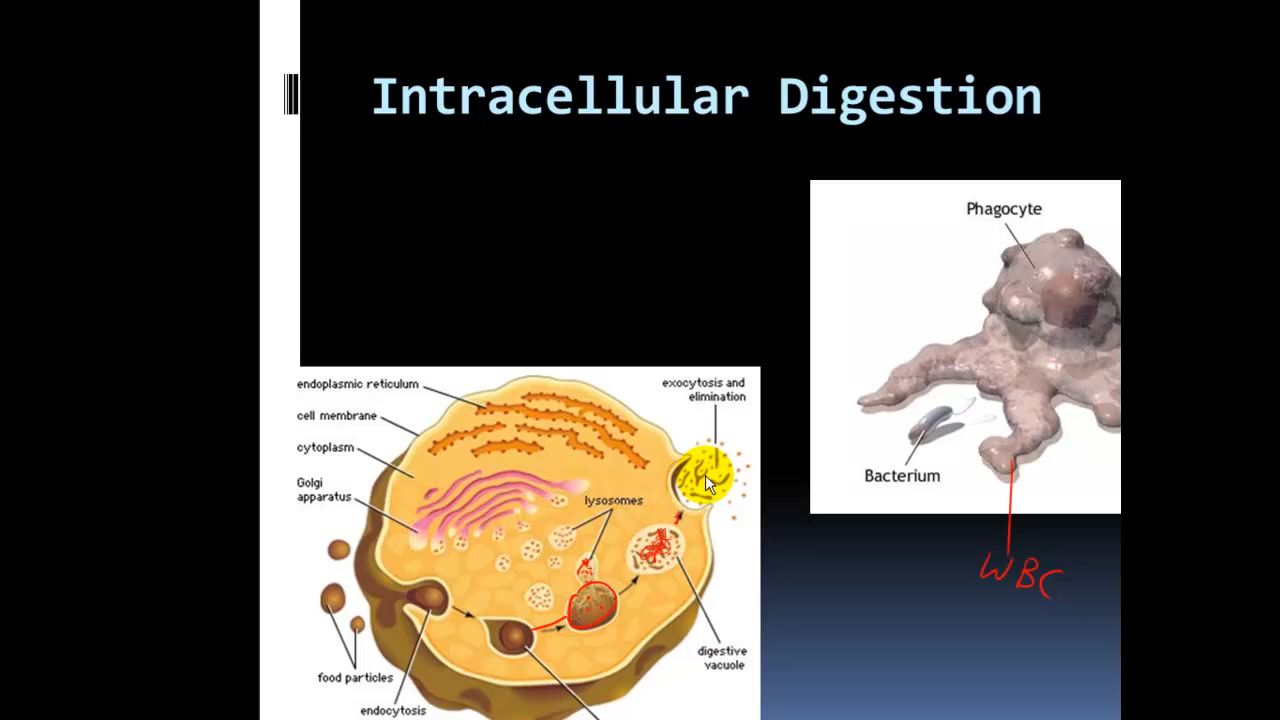 Intracellular Digestion
Phagocyte
Bacterium
WBC
endoplasmic reticulum
cell membrane
cytoplasm
Golgi
apparatus
lysosomes
exocytosis and
elimination
food particles
endocytosis
digestive
vacuole